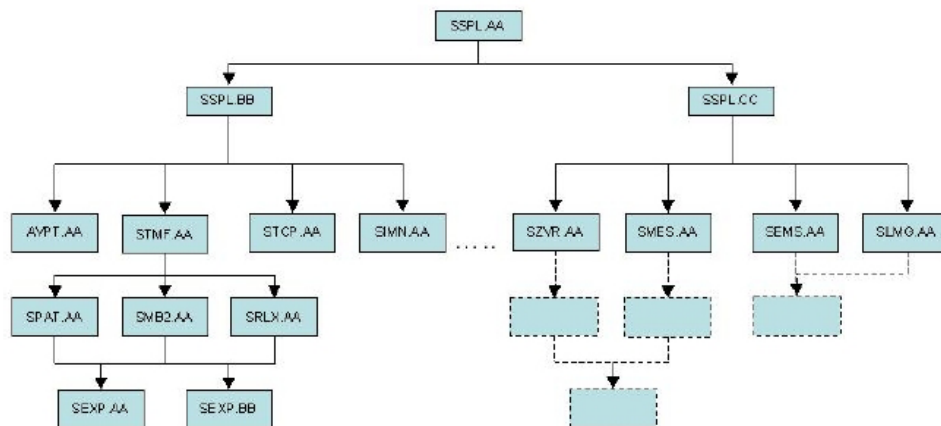 SSPL.AA
SSPL.BB
SSPL.CC
AVPT.AA
STMF.AA
STCP.AA
SIMN.AA
.....
SZVR.AA
SMES.AA
SEMS.AA
SLMG.AA
SPAT.AA
SMB2.AA
SRLX.AA
SEXP.AA
SEXP.BB